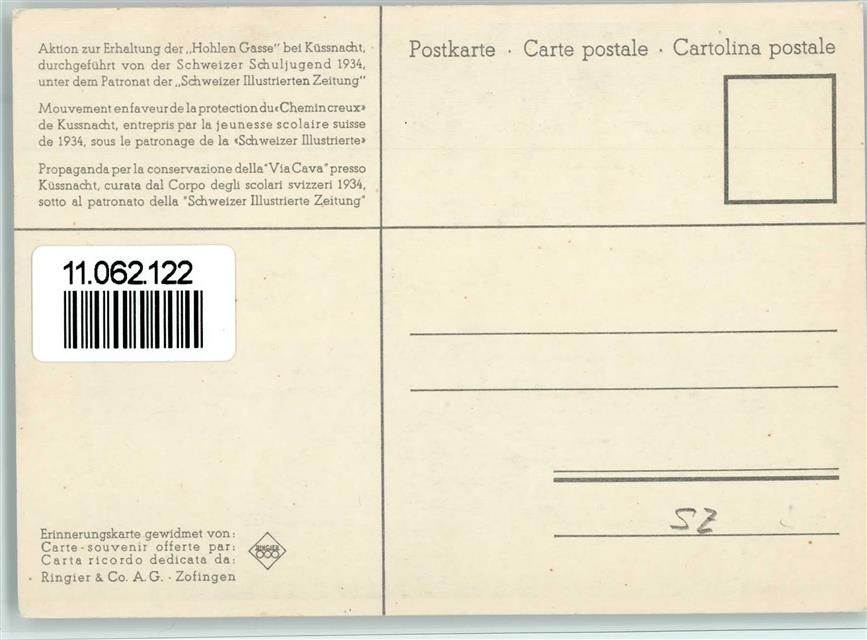 Aktion zur Erhaltung der „Hohlen Gasse" bei Küssnacht,
durchgeführt von der Schweizer Schuljugend 1934,
unter dem Patronat der „Schweizer Illustrierten Zeitung"
Mouvement en faveur de la protection du «Chemin creux»
de Kussnacht, entrepris par la jeunesse scolaire suisse
de 1934, sous le patronage de la «Schweizer Illustrierte»
Propaganda per la conservazione della "Via Cava" presso
Küssnacht, curata dal Corpo degli scolari svizzeri 1934,
sotto al patronato della "Schweizer Illustrierte Zeitung"
Postkarte · Carte postale · Cartolina postale
11.062.122
SZ
Erinnerungskarte gewidmet von:
Carte-souvenir offerte par:
Carta ricordo dedicata da:
Ringier & Co. A.G. · Zofingen
RINGIER